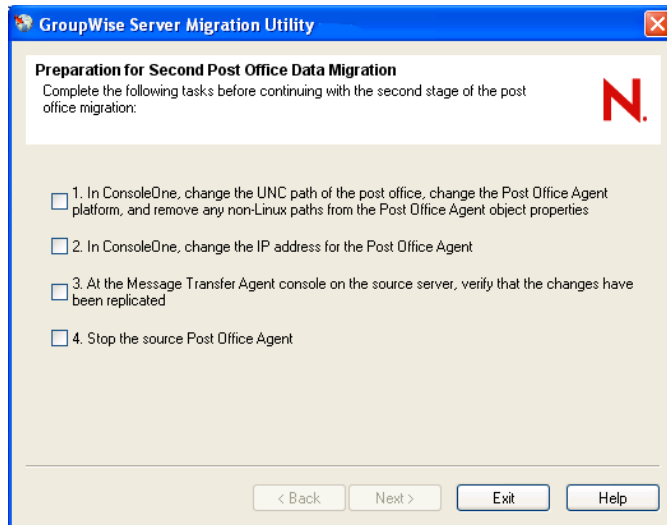 GroupWise Server Migration Utility
Preparation for Second Post Office Data Migration
Complete the following tasks before continuing with the second stage of the post
office migration:
N.
1. In ConsoleOne, change the UNC path of the post office, change the Post Office Agent
platform, and remove any non-Linux paths from the Post Office Agent object properties
2. In ConsoleOne, change the IP address for the Post Office Agent
3. At the Message Transfer Agent console on the source server, verify that the changes have
been replicated
4. Stop the source Post Office Agent
< Back
Next >
Exit
Help